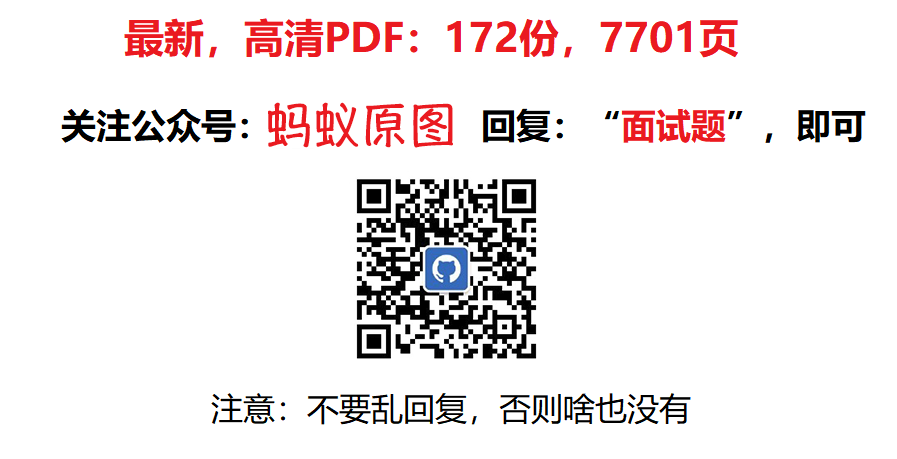 最新，高清PDF：172份，7701页
关注公众号：蚂蚁原图 回复：“面试题”，即可
注意：不要乱回复，否则啥也没有